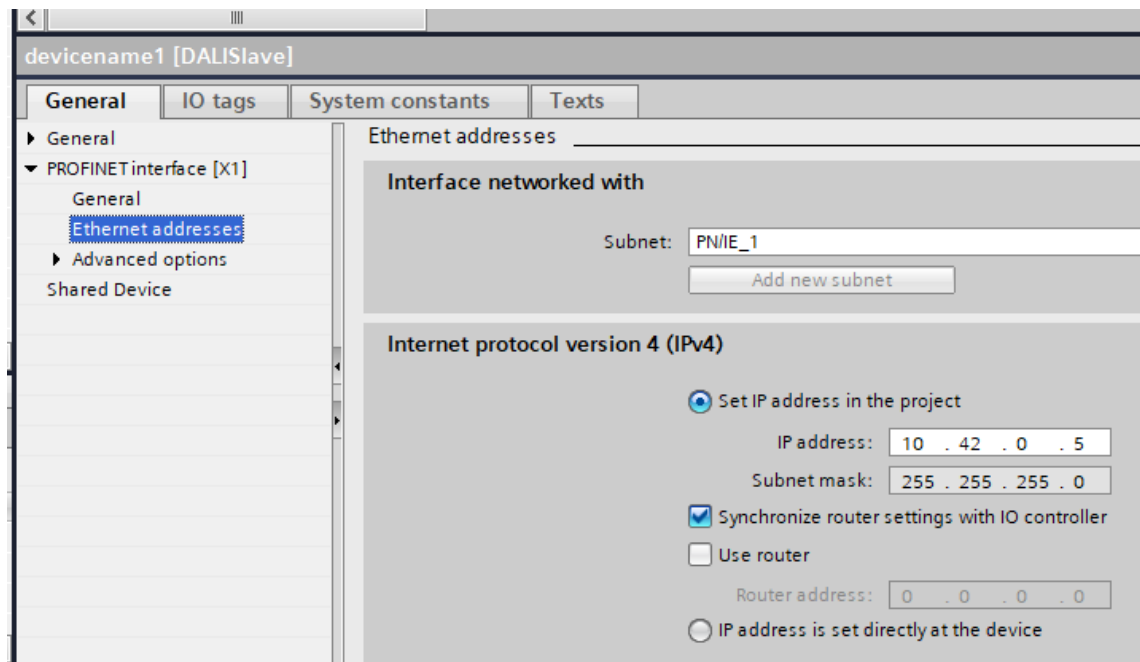 devicename1 [DALISlave]
General IO tags System constants Texts
General
PROFINET interface [X1]
General
Ethernet addresses
Advanced options
Shared Device
Ethernet addresses
Interface networked with
Subnet: PN/IE_1
Add new subnet
Internet protocol version 4 (IPv4)
Set IP address in the project
IP address: 10 . 42 . 0 . 5
Subnet mask: 255 . 255 . 255 . 0
Synchronize router settings with IO controller
Use router
Router address: 0 . 0 . 0 . 0
IP address is set directly at the device